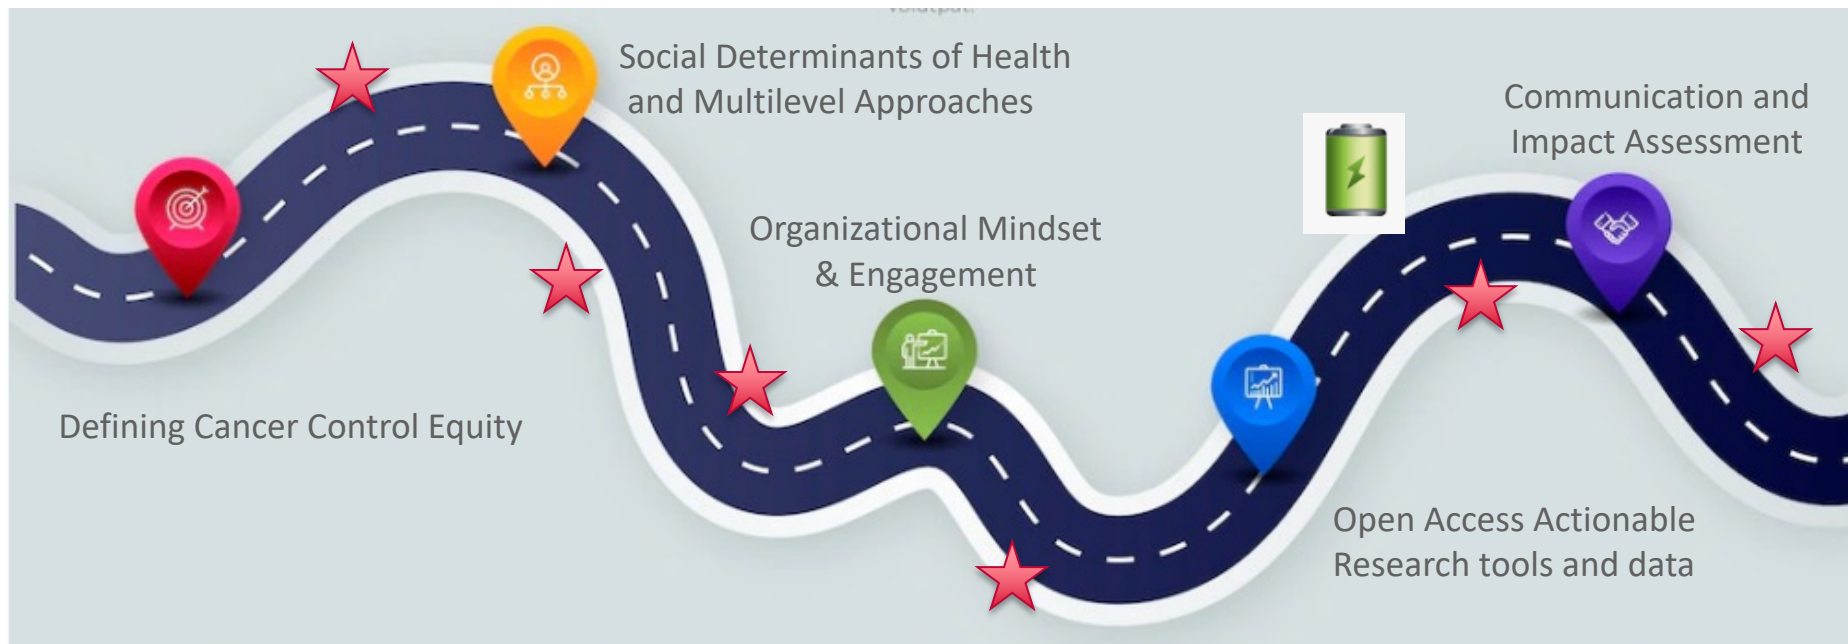 Social Determinants of Health
and Multilevel Approaches
Communication and
Impact Assessment
Organizational Mindset
& Engagement
Defining Cancer Control Equity
Open Access Actionable
Research tools and data